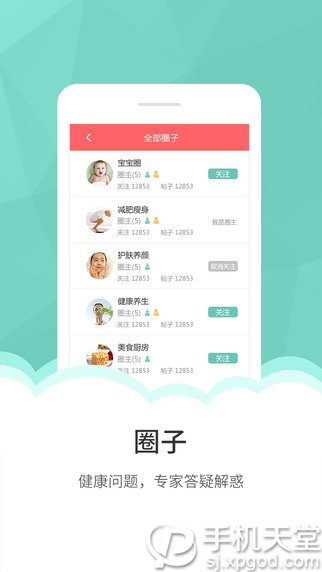 全部圈子
宝宝圈
圈主(5)
关注
关注 12853 帖子 12853
减肥瘦身
圈主(5)
我是圈主
关注 12853 帖子 12853
护肤养颜
圈主(5)
取消关注
关注 12853 帖子 12853
健康养生
圈主(5)
关注
关注 12853 帖子 12853
美食厨房
圈主(5)
关注
关注 12853 帖子 12853
圈子
健康问题，专家答疑解惑
手机天堂
sj.xpgod.com